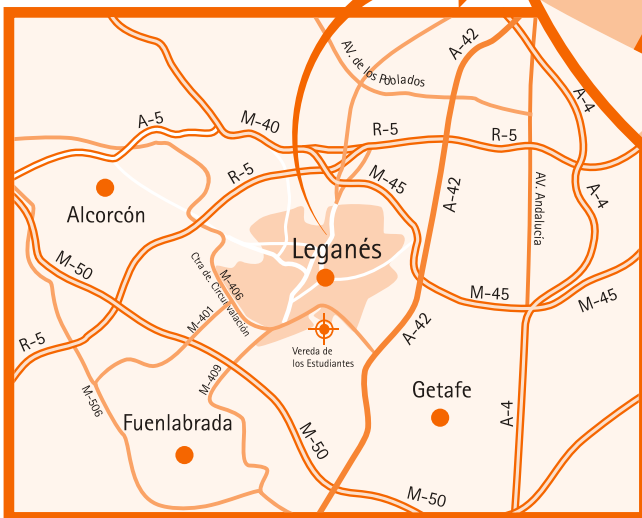 A-42
AV. de los Poblados
A-4
A-5
M-40
R-5
R-5
A-4
R-5
M-45
A-42
AV. Andalucía
Alcorcón
Leganés
M-50
M-406
Ctra de. Circunvalación
M-45
M-45
M-401
A-42
R-5
Vereda de
los Estudiantes
M-409
M-506
Getafe
Fuenlabrada
A-4
M-50
M-50